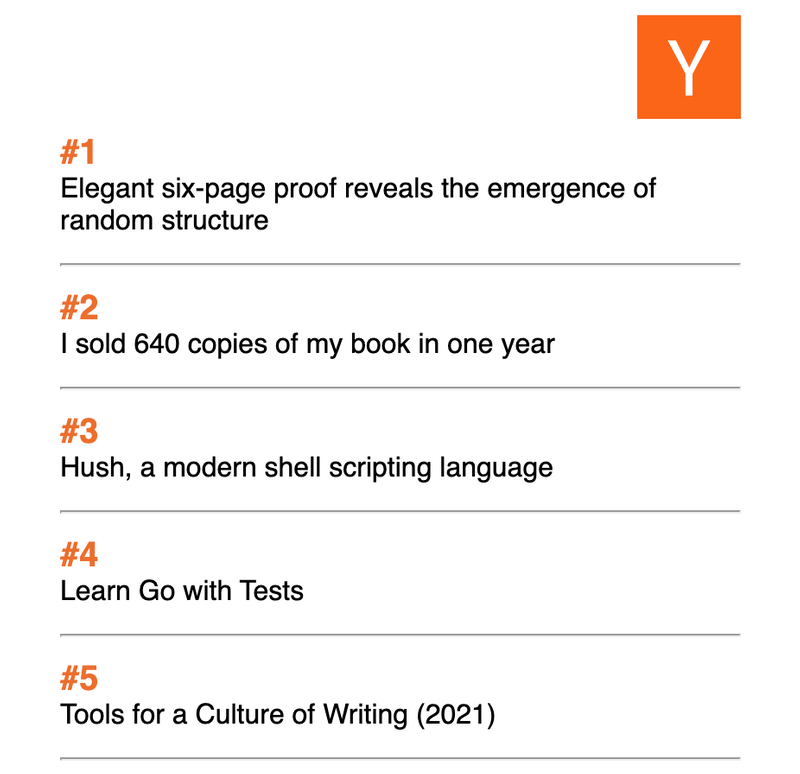 Y
#1
Elegant six-page proof reveals the emergence of
random structure
#2
I sold 640 copies of my book in one year
#3
Hush, a modern shell scripting language
#4
Learn Go with Tests
#5
Tools for a Culture of Writing (2021)